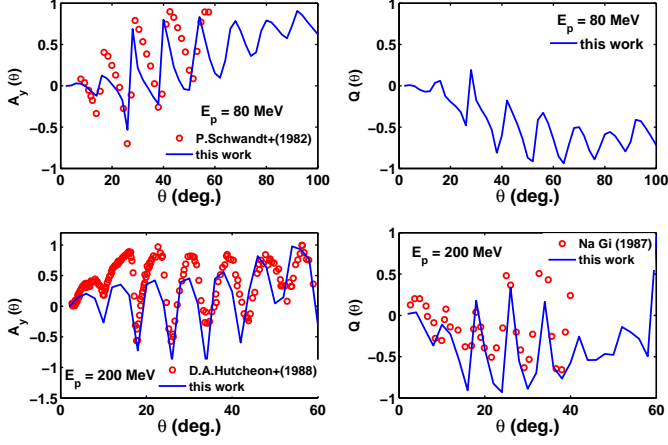 1
0.5
0
−0.5
−1
A_y (θ)
E_p = 80 MeV
P.Schwandt+(1982)
this work
0 20 40 60 80 100
θ (deg.)
1
0.5
0
−0.5
−1
Q (θ)
E_p = 80 MeV
this work
0 20 40 60 80 100
θ (deg.)
1
0.5
0
−0.5
−1
−1.5
A_y (θ)
E_p = 200 MeV
D.A.Hutcheon+(1988)
this work
0 20 40 60
θ (deg.)
1
0.5
0
−0.5
−1
Q (θ)
E_p = 200 MeV
Na Gi (1987)
this work
0 20 40 60
θ (deg.)